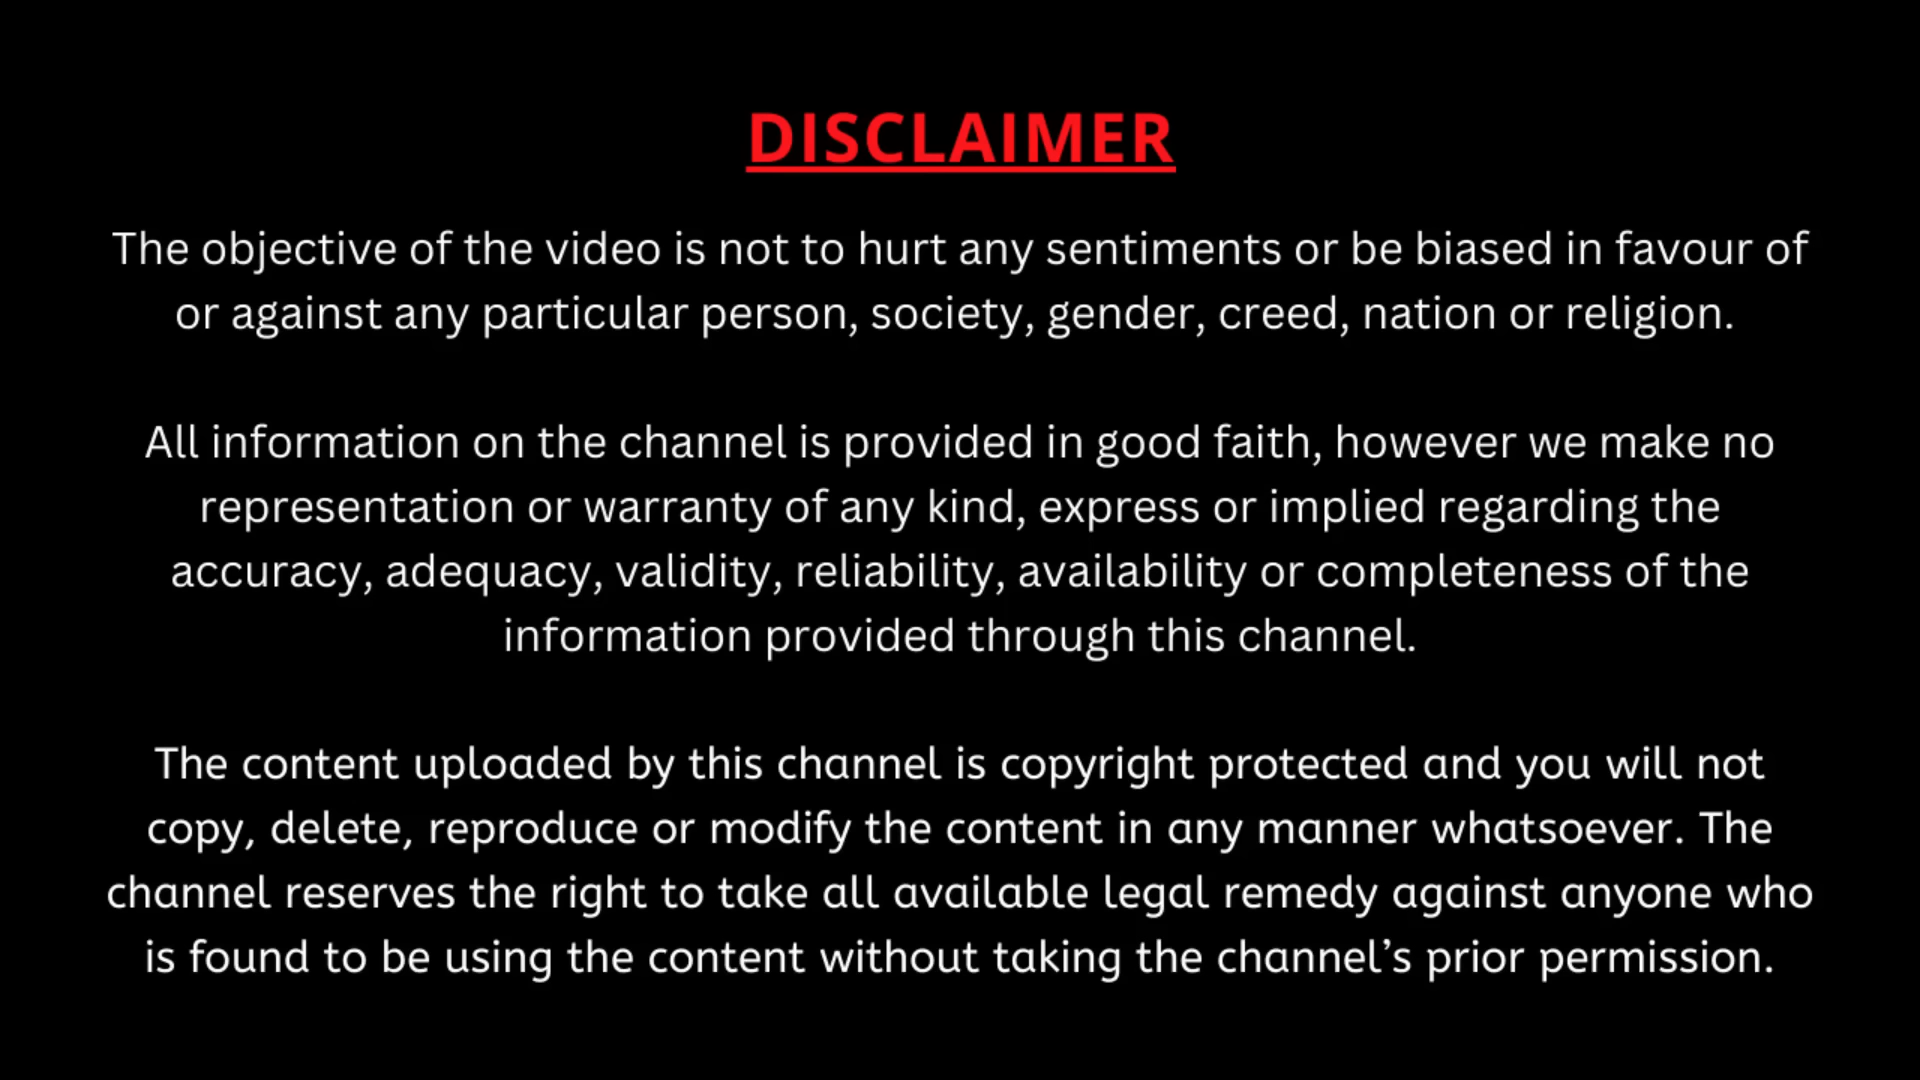 DISCLAIMER
The objective of the video is not to hurt any sentiments or be biased in favour of
or against any particular person, society, gender, creed, nation or religion.
All information on the channel is provided in good faith, however we make no
representation or warranty of any kind, express or implied regarding the
accuracy, adequacy, validity, reliability, availability or completeness of the
information provided through this channel.
The content uploaded by this channel is copyright protected and you will not
copy, delete, reproduce or modify the content in any manner whatsoever. The
channel reserves the right to take all available legal remedy against anyone who
is found to be using the content without taking the channel’s prior permission.